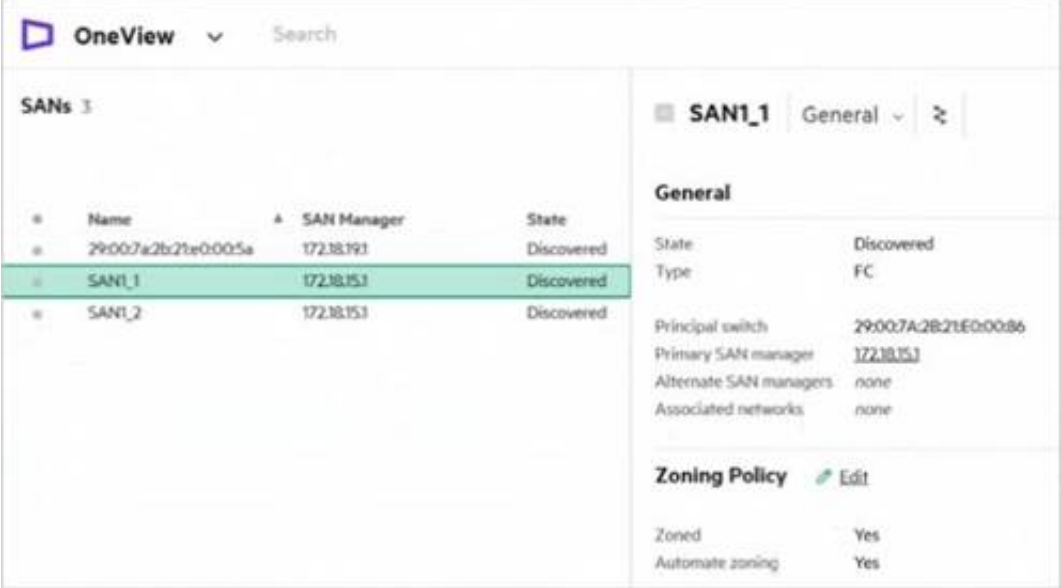 OneView
Search
SANs 3
Name SAN Manager State
29:00:7a:2b:21:e0:00:5a 172.18.19.1 Discovered
SAN1_1 172.18.15.1 Discovered
SAN1_2 172.18.15.1 Discovered
SAN1_1 General
General
State Discovered
Type FC
Principal switch 29:00:7A:2B:21:E0:00:86
Primary SAN manager 172.18.15.1
Alternate SAN managers none
Associated networks none
Zoning Policy Edit
Zoned Yes
Automate zoning Yes